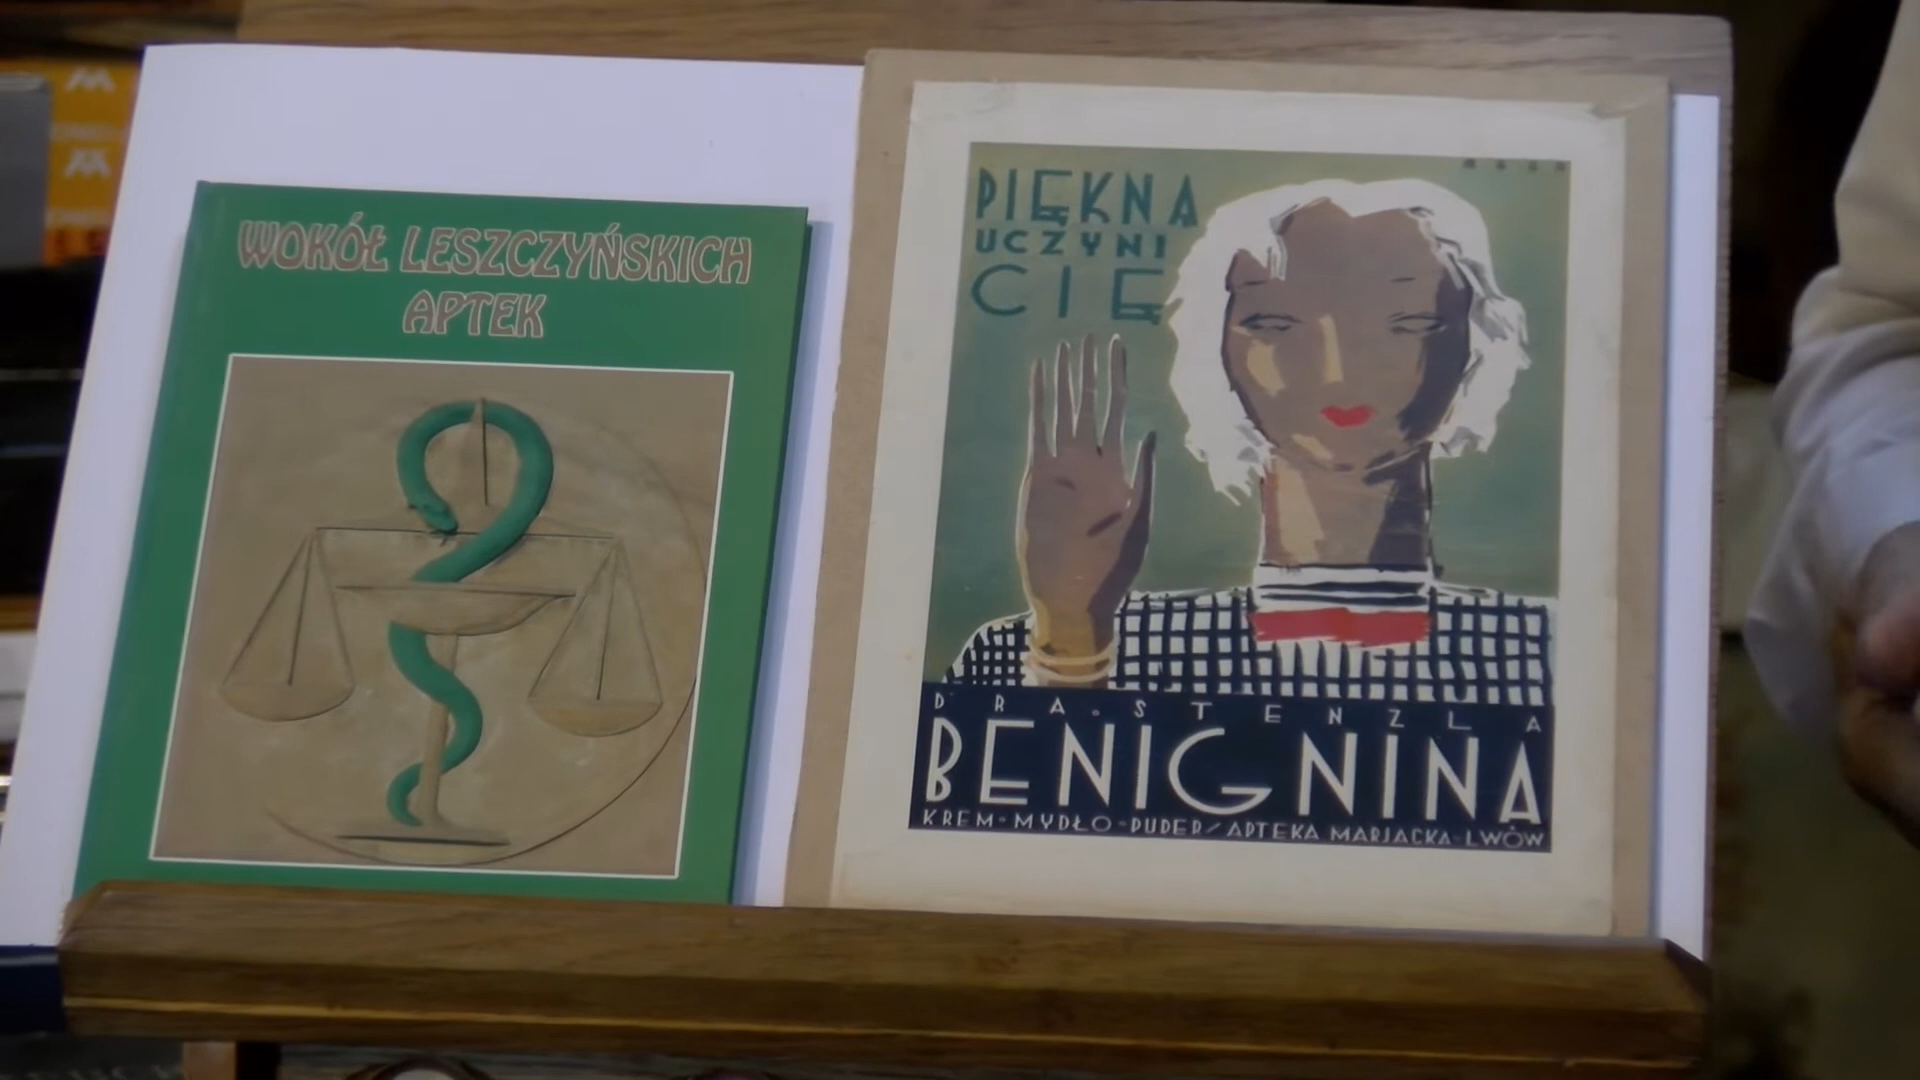 WOKÓŁ LESZCZYŃSKICH
APTEK
PIĘKNA
UCZYNI
CIĘ
DRA STENZLA
BENIGNINA
KREM-MYDŁO-PUDER/APTEKA MARJACKA-LWÓW